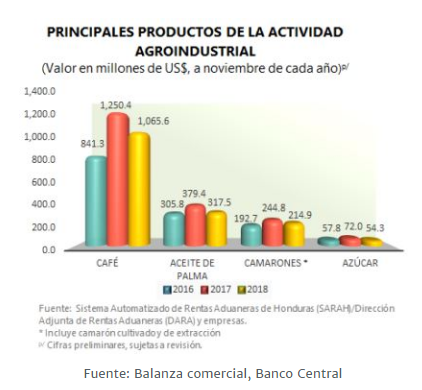 PRINCIPALES PRODUCTOS DE LA ACTIVIDAD
AGROINDUSTRIAL
(Valor en millones de US$, a noviembre de cada año)p/
1,400.0
1,200.0
1,000.0
800.0
600.0
400.0
200.0
0.0
841.3
1,250.4
1,065.6
305.8
379.4
317.5
192.7
244.8
214.9
57.8
72.0
54.3
CAFÉ
ACEITE DE
PALMA
CAMARONES *
AZÚCAR
2016
2017
2018
Fuente: Sistema Automatizado de Rentas Aduaneras de Honduras (SARAH)/Dirección
Adjunta de Rentas Aduaneras (DARA) y empresas.
* Incluye camarón cultivado y de extracción
p/ Cifras preliminares, sujetas a revisión.
Fuente: Balanza comercial, Banco Central